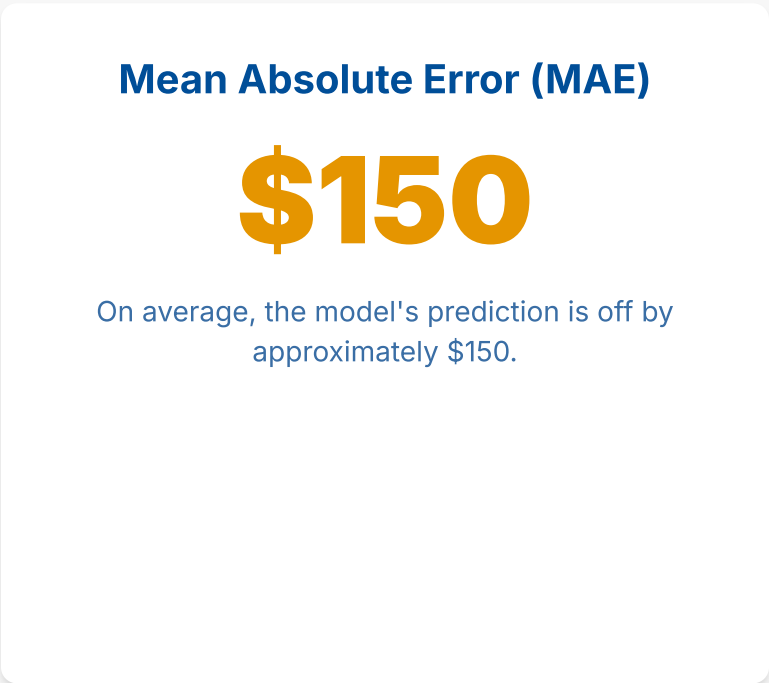 Mean Absolute Error (MAE)
$150
On average, the model's prediction is off by
approximately $150.